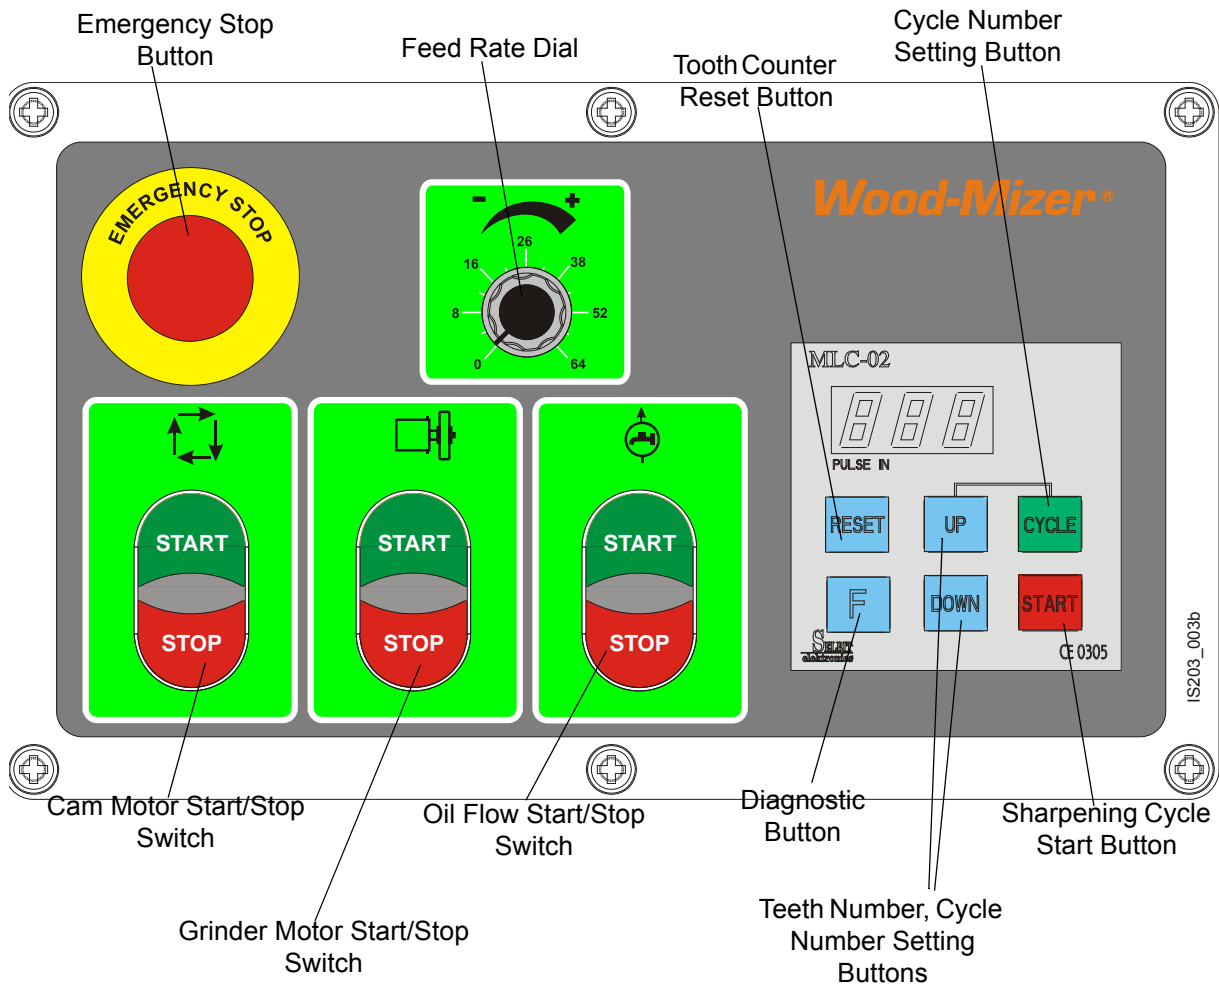 Emergency Stop
Button
Feed Rate Dial
Tooth Counter
Reset Button
Cycle Number
Setting Button
EMERGENCY STOP
- +
26
16 38
8 52
0 64
Wood-Mizer®
MLC-02
888
PULSE IN
RESET UP CYCLE
F DOWN START
SELECT
elektronics
CE 0305
START START START
STOP STOP STOP
IS203_003b
Cam Motor Start/Stop
Switch
Grinder Motor Start/Stop
Switch
Oil Flow Start/Stop
Switch
Diagnostic
Button
Teeth Number, Cycle
Number Setting
Buttons
Sharpening Cycle
Start Button